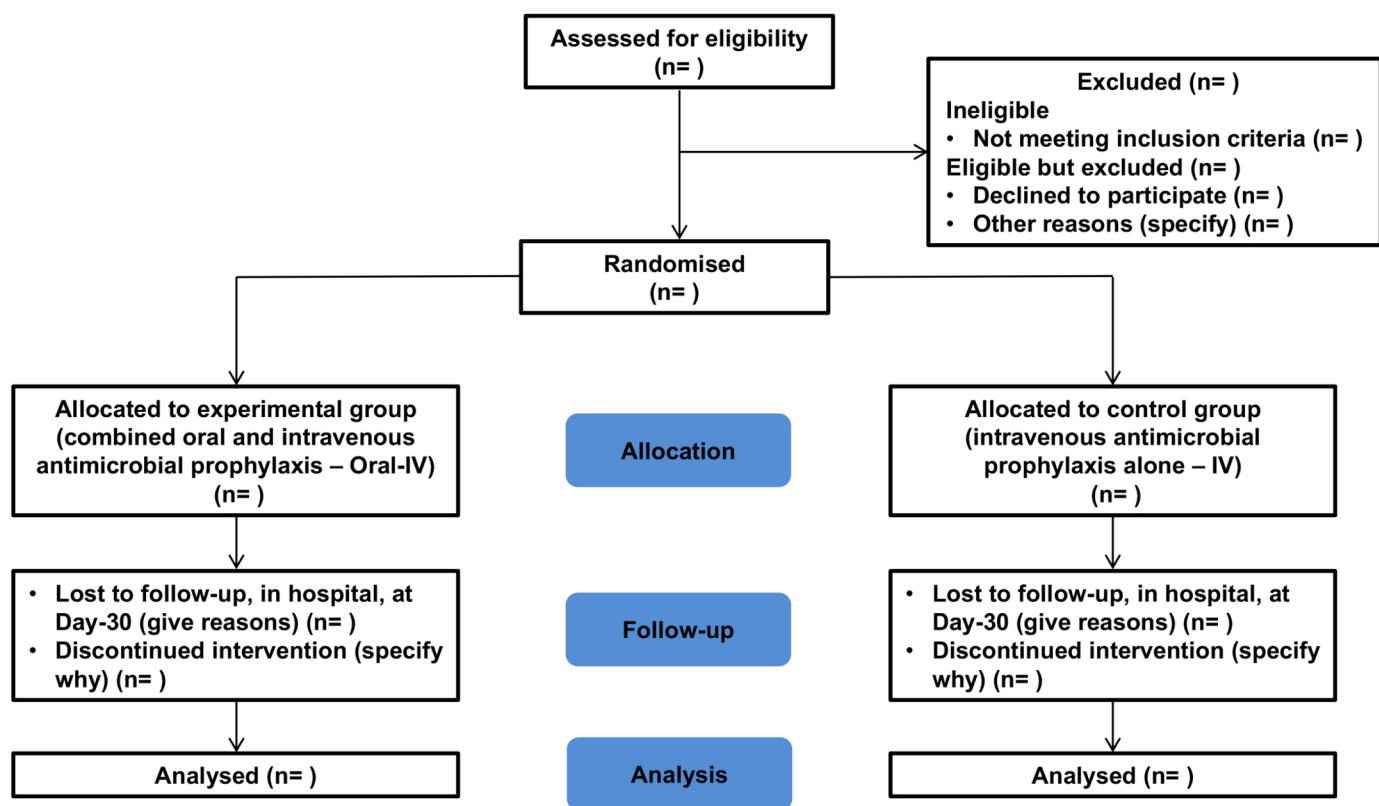 Assessed for eligibility
(n= )
Excluded (n= )
Ineligible
• Not meeting inclusion criteria (n= )
Eligible but excluded (n= )
• Declined to participate (n= )
• Other reasons (specify) (n= )
Randomised
(n= )
Allocated to experimental group
(combined oral and intravenous
antimicrobial prophylaxis – Oral-IV)
(n= )
Allocation
Allocated to control group
(intravenous antimicrobial
prophylaxis alone – IV)
(n= )
• Lost to follow-up, in hospital, at
Day-30 (give reasons) (n= )
• Discontinued intervention (specify
why) (n= )
Follow-up
• Lost to follow-up, in hospital, at
Day-30 (give reasons) (n= )
• Discontinued intervention (specify
why) (n= )
Analysed (n= )
Analysis
Analysed (n= )